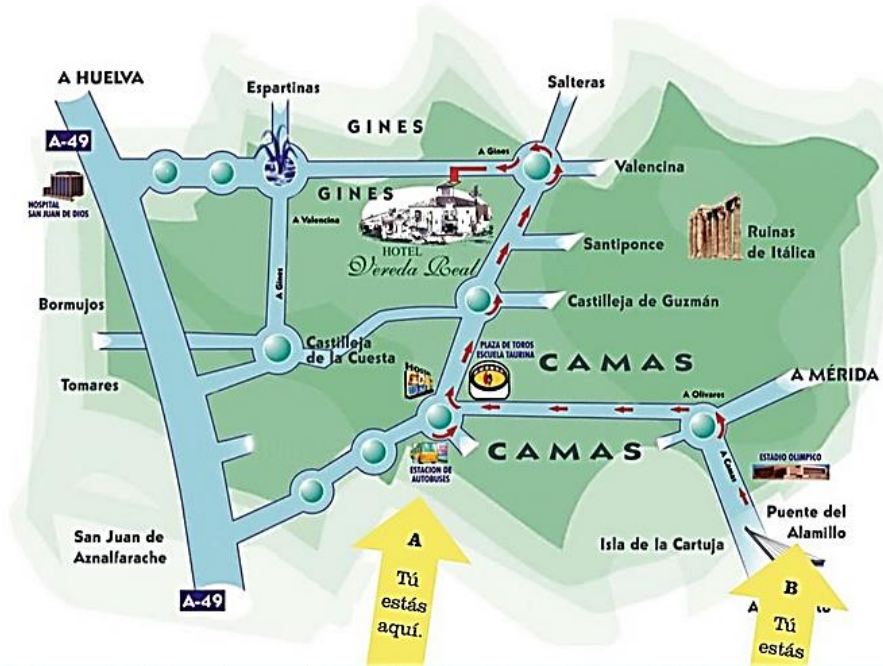 A HUELVA
Espartinas
Salteras
A-49
GINES
A Gines
Valencina
HOSPITAL
SAN JUAN DE DIOS
GINES
A Valencina
HOTEL
Vereda Real
Santiponce
Ruinas
de Itálica
A Gines
Bormujos
Castilleja de Guzmán
Castilleja
de la Cuesta
PLAZA DE TOROS
ESCUELA TAURINA
CAMAS
Tomares
A MÉRIDA
A Olivares
CAMAS
A Camas
ESTACION DE
AUTOBUSES
ESTADIO OLIMPICO
Puente del
Alamillo
San Juan de
Aznalfarache
Isla de la Cartuja
A-49
A
Tú
estás
aquí.
B
Tú
estás